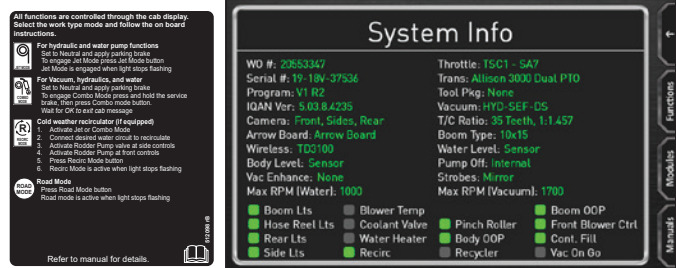 All functions are controlled through the cab display.
Select the work type mode and follow the on board
instructions.
JET MODE
For hydraulic and water pump functions
Set to Neutral and apply parking brake
To engage Jet Mode press Jet Mode button
Jet Mode is engaged when light stops flashing
COMBO
MODE
For Vacuum, hydraulics, and water
Set to Neutral and apply parking brake
To engage Combo Mode press and hold the service
brake, then press Combo mode button.
Wait for OK to exit cab message
R
RECIRC
MODE
Cold weather recirculator (if equipped)
1. Activate Jet or Combo Mode
2. Connect desired water circuit to recirculate
3. Activate Rodder Pump valve at side controls
4. Activate Rodder Pump at front controls
5. Press Recirc Mode button
6. Recirc Mode is active when light stops flashing
ROAD
MODE
Road Mode
Press Road Mode button
Road mode is active when light stops flashing
512090 rB
Refer to manual for details.
System Info
WO #: 20553347
Serial #: 19-18V-37536
Program: V1 R2
IQAN Ver: 5.03.8.4235
Camera: Front, Sides, Rear
Arrow Board: Arrow Board
Wireless: TD3100
Body Level: Sensor
Vac Enhance: None
Max RPM (Water): 1000
Throttle: TSC1 - SA7
Trans: Allison 3000 Dual PTO
Tool Pkg: None
Vacuum: HYD-SEF-DS
T/C Ratio: 35 Teeth, 1:1.457
Boom Type: 10x15
Water Level: Sensor
Pump Off: Internal
Strobes: Mirror
Max RPM (Vacuum): 1700
Boom Lts
Blower Temp
Boom OOP
Hose Reel Lts
Coolant Valve
Pinch Roller
Front Blower Ctrl
Rear Lts
Water Heater
Body OOP
Cont. Fill
Side Lts
Recirc
Recycler
Vac On Go
Functions
Modules
Manuals